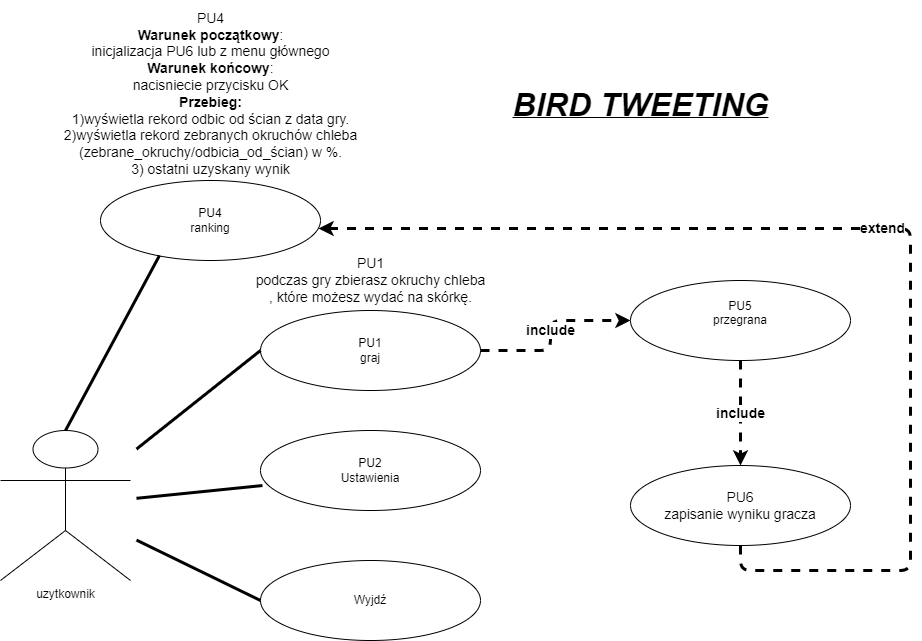 PU4
Warunek początkowy:
inicjalizacja PU6 lub z menu głównego
Warunek końcowy:
nacisniecie przycisku OK
Przebieg:
1)wyświetla rekord odbic od ścian z data gry.
2)wyświetla rekord zebranych okruchów chleba
(zebrane_okruchy/odbicia_od_ścian) w %.
3) ostatni uzyskany wynik
BIRD TWEETING
PU4
ranking
extend
PU1
podczas gry zbierasz okruchy chleba
, które możesz wydać na skórkę.
PU1
graj
include
PU5
przegrana
include
PU2
Ustawienia
PU6
zapisanie wyniku gracza
Wyjdź
uzytkownik